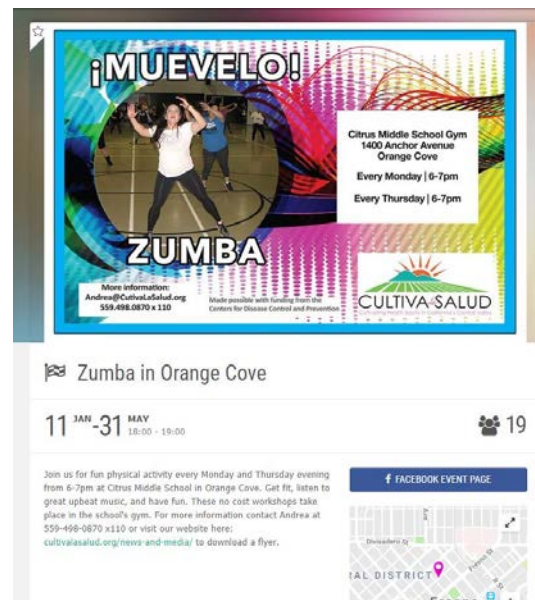 ¡MUEVELO!
Citrus Middle School Gym
1400 Anchor Avenue
Orange Cove
Every Monday | 6-7pm
Every Thursday | 6-7pm
ZUMBA
More information:
Andrea@CutivaLaSalud.org
559.498.0870 x 110
Made possible with funding from the
Centers for Disease Control and Prevention
CULTIVA SALUD
Zumba in Orange Cove
11 JAN-31 MAY
18:00 - 19:00
19
Join us for fun physical activity every Monday and Thursday evening
from 6-7pm at Citrus Middle School in Orange Cove. Get fit, listen to
great upbeat music, and have fun. These no cost workshops take
place in the school's gym. For more information contact Andrea at
559-498-0870 x110 or visit our website here:
cultivalasalud.org/news-and-media/ to download a flyer.
f FACEBOOK EVENT PAGE
Divisadero St
Fresno St
RAL DISTRICT
Fresno